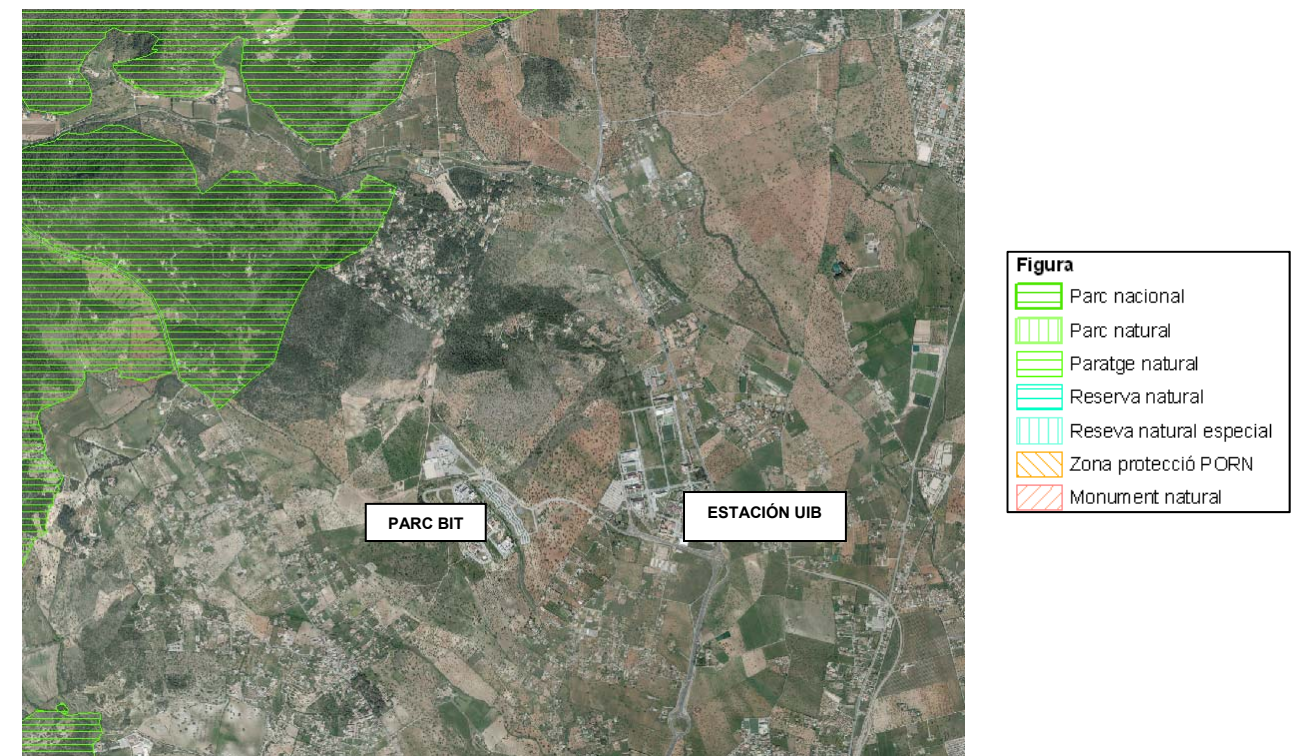 PARC BIT
ESTACIÓN UIB
Figura
Parc nacional
Parc natural
Paratge natural
Reserva natural
Reseva natural especial
Zona protecció PORN
Monument natural